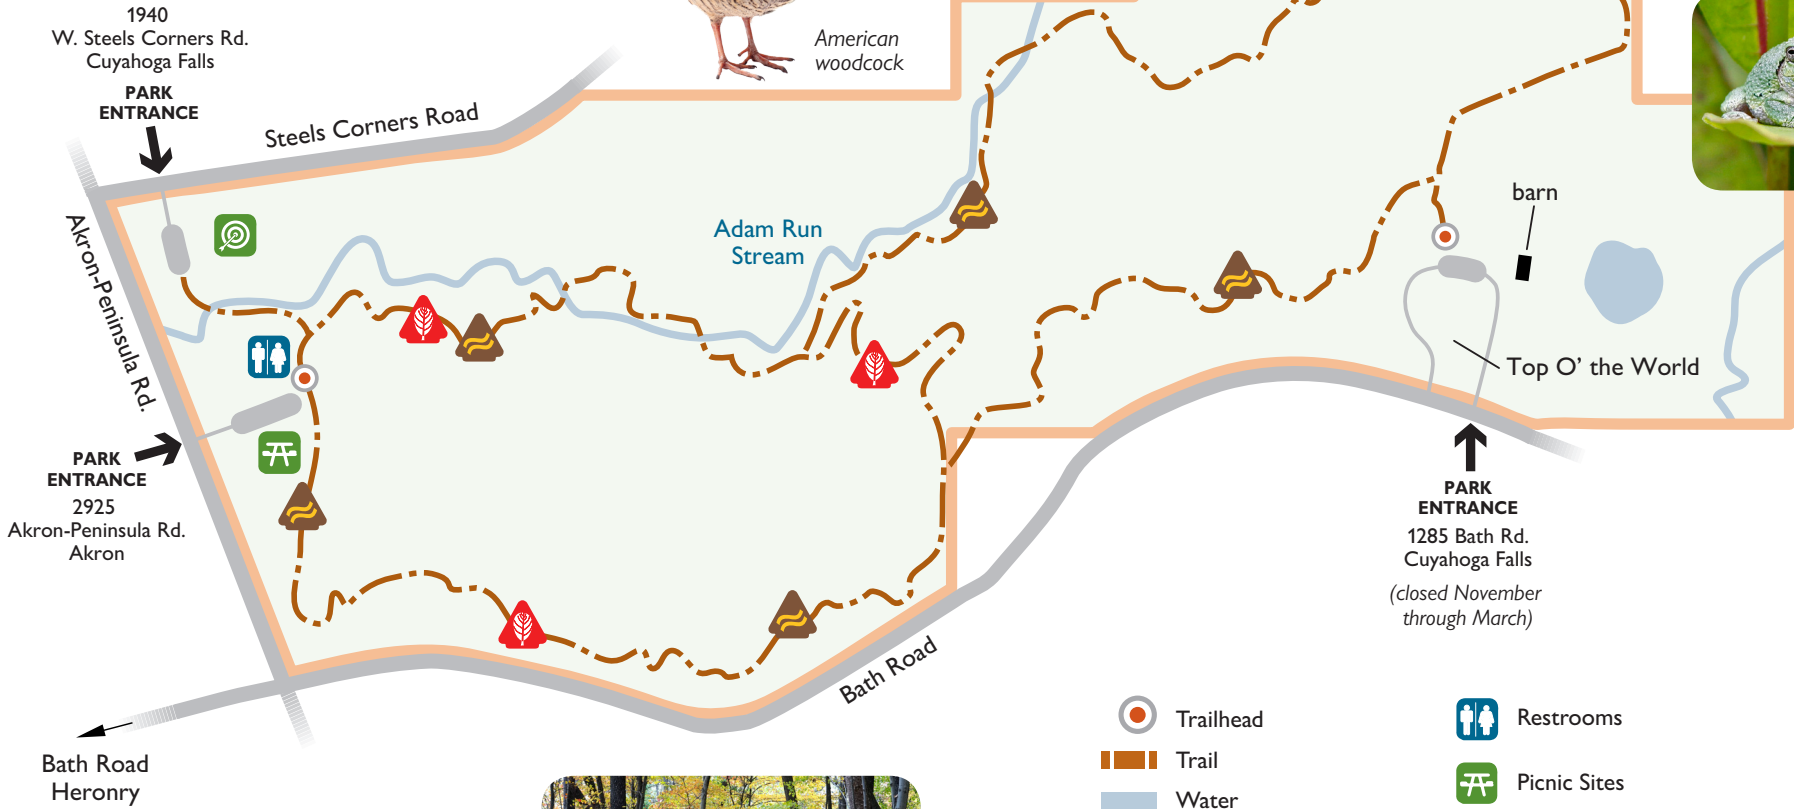 1940
W. Steels Corners Rd.
Cuyahoga Falls
PARK
ENTRANCE
Steels Corners Road
American
woodcock
Akron-Peninsula Rd.
Adam Run
Stream
barn
Top O’ the World
PARK
ENTRANCE
2925
Akron-Peninsula Rd.
Akron
PARK
ENTRANCE
1285 Bath Rd.
Cuyahoga Falls
(closed November
through March)
Bath Road
Bath Road
Heronry
Trailhead
Trail
Water
Restrooms
Picnic Sites